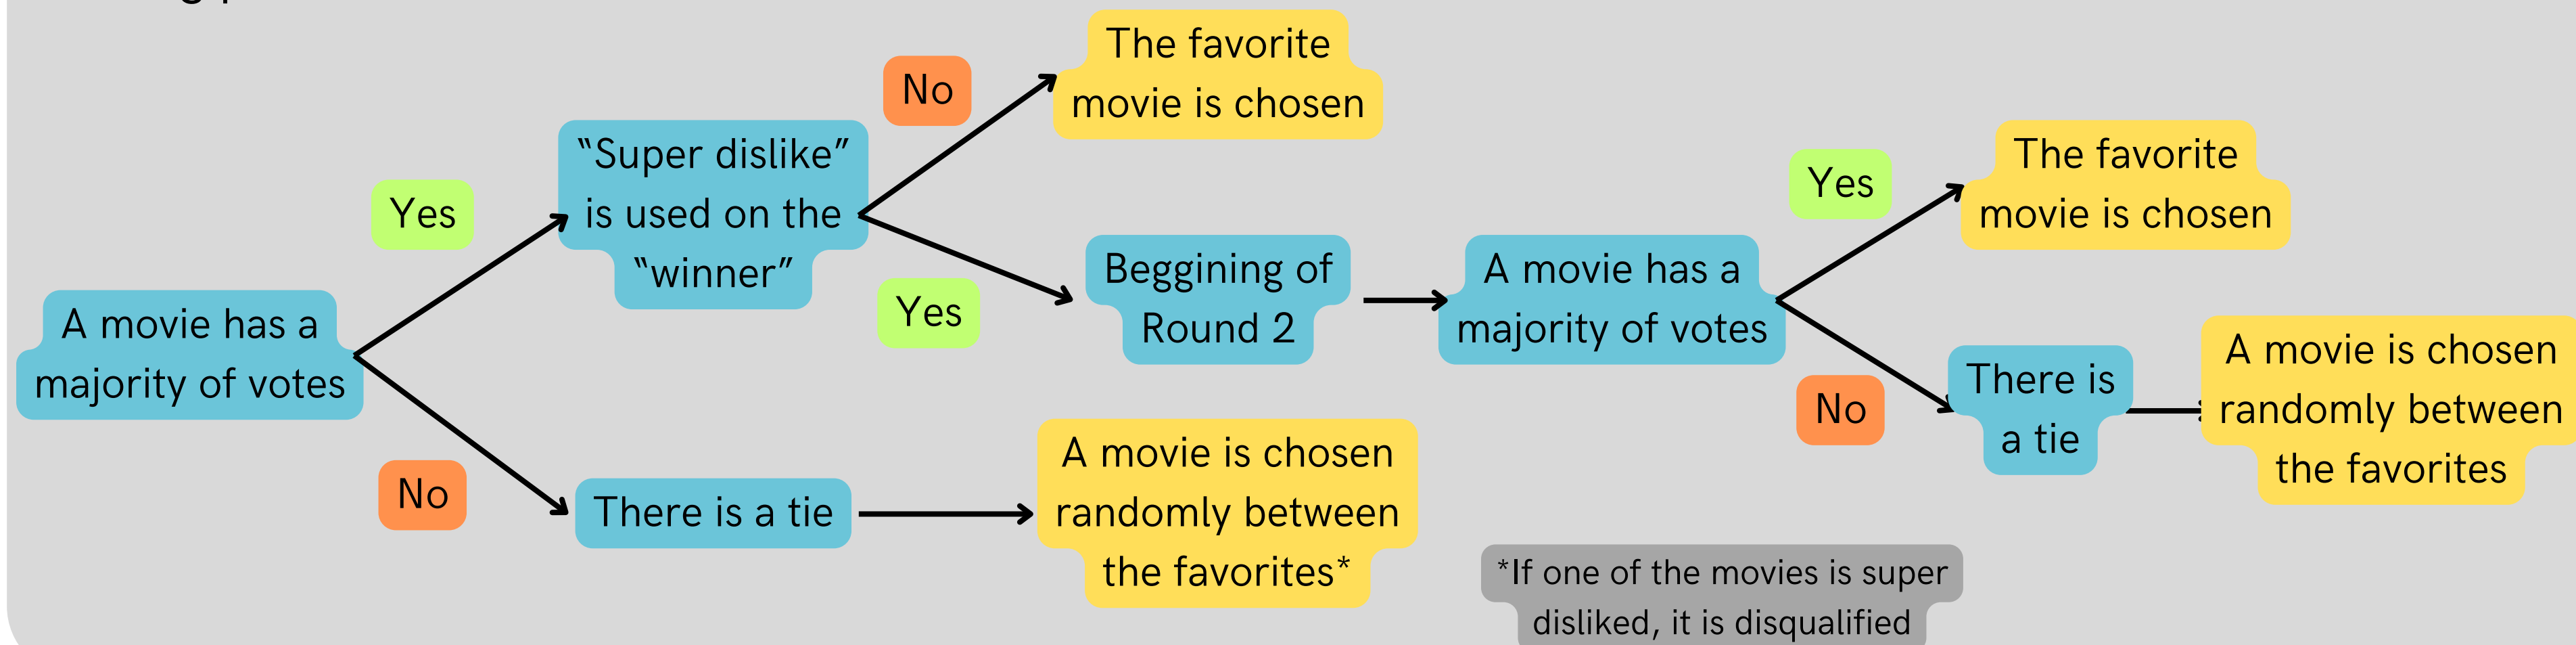 The favorite
movie is chosen
No
"Super dislike"
is used on the
"winner"
Yes
Yes
A movie has a
majority of votes
No
There is a tie
A movie is chosen
randomly between
the favorites*
Beggining of
Round 2
A movie has a
majority of votes
Yes
The favorite
movie is chosen
No
There is
a tie
A movie is chosen
randomly between
the favorites
*If one of the movies is super
disliked, it is disqualified